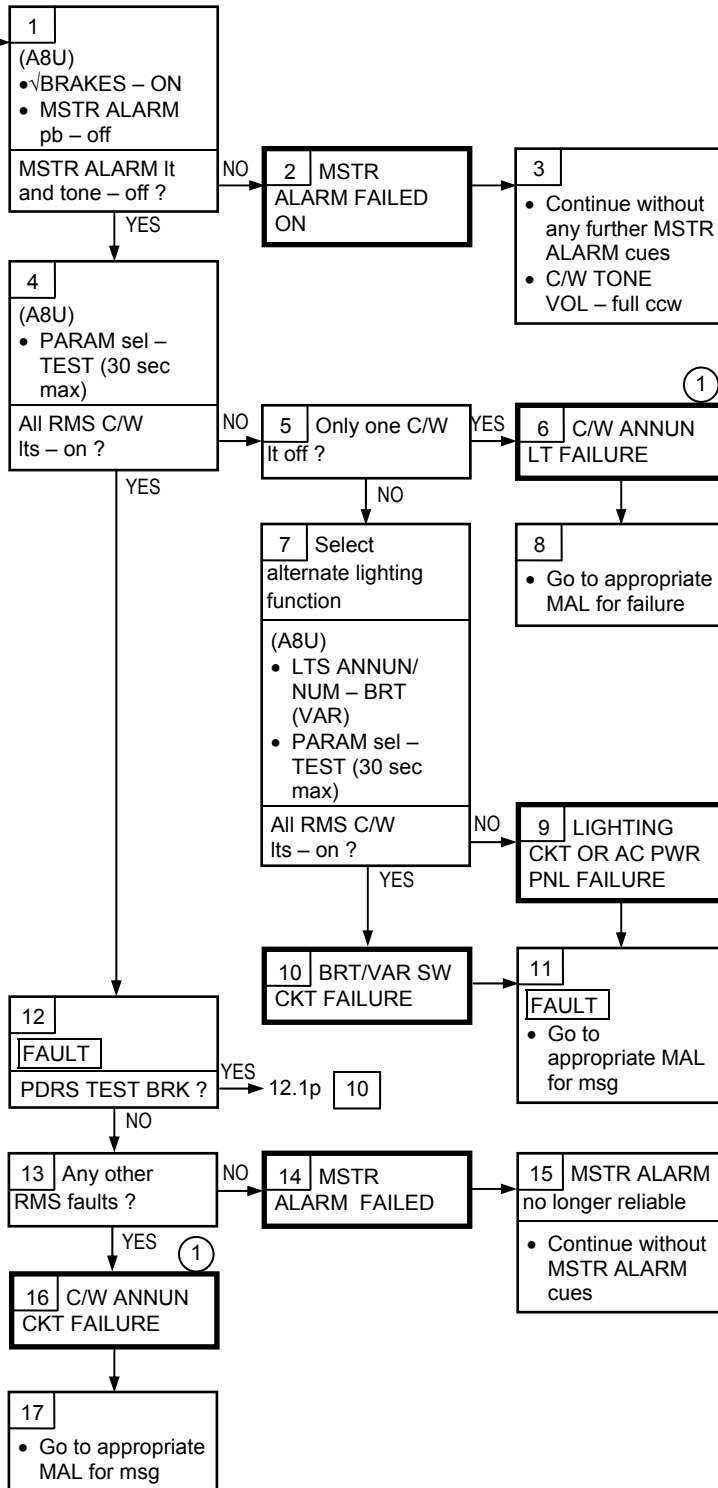 1
(A8U)
•√BRAKES – ON
• MSTR ALARM
pb – off
MSTR ALARM lt
and tone – off ?
NO
YES
2 MSTR
ALARM FAILED
ON
3
• Continue without
any further MSTR
ALARM cues
• C/W TONE
VOL – full ccw
4
(A8U)
• PARAM sel –
TEST (30 sec
max)
All RMS C/W
lts – on ?
NO
YES
5 Only one C/W
lt off ?
YES
NO
1
6 C/W ANNUN
LT FAILURE
7 Select
alternate lighting
function
(A8U)
• LTS ANNUN/
NUM – BRT
(VAR)
• PARAM sel –
TEST (30 sec
max)
All RMS C/W
lts – on ?
NO
YES
8
• Go to appropriate
MAL for failure
9 LIGHTING
CKT OR AC PWR
PNL FAILURE
10 BRT/VAR SW
CKT FAILURE
11
FAULT
• Go to
appropriate MAL
for msg
12
FAULT
PDRS TEST BRK ?
YES
12.1p 10
NO
13 Any other
RMS faults ?
NO
YES
14 MSTR
ALARM FAILED
15 MSTR ALARM
no longer reliable
• Continue without
MSTR ALARM
cues
1
16 C/W ANNUN
CKT FAILURE
17
• Go to appropriate
MAL for msg